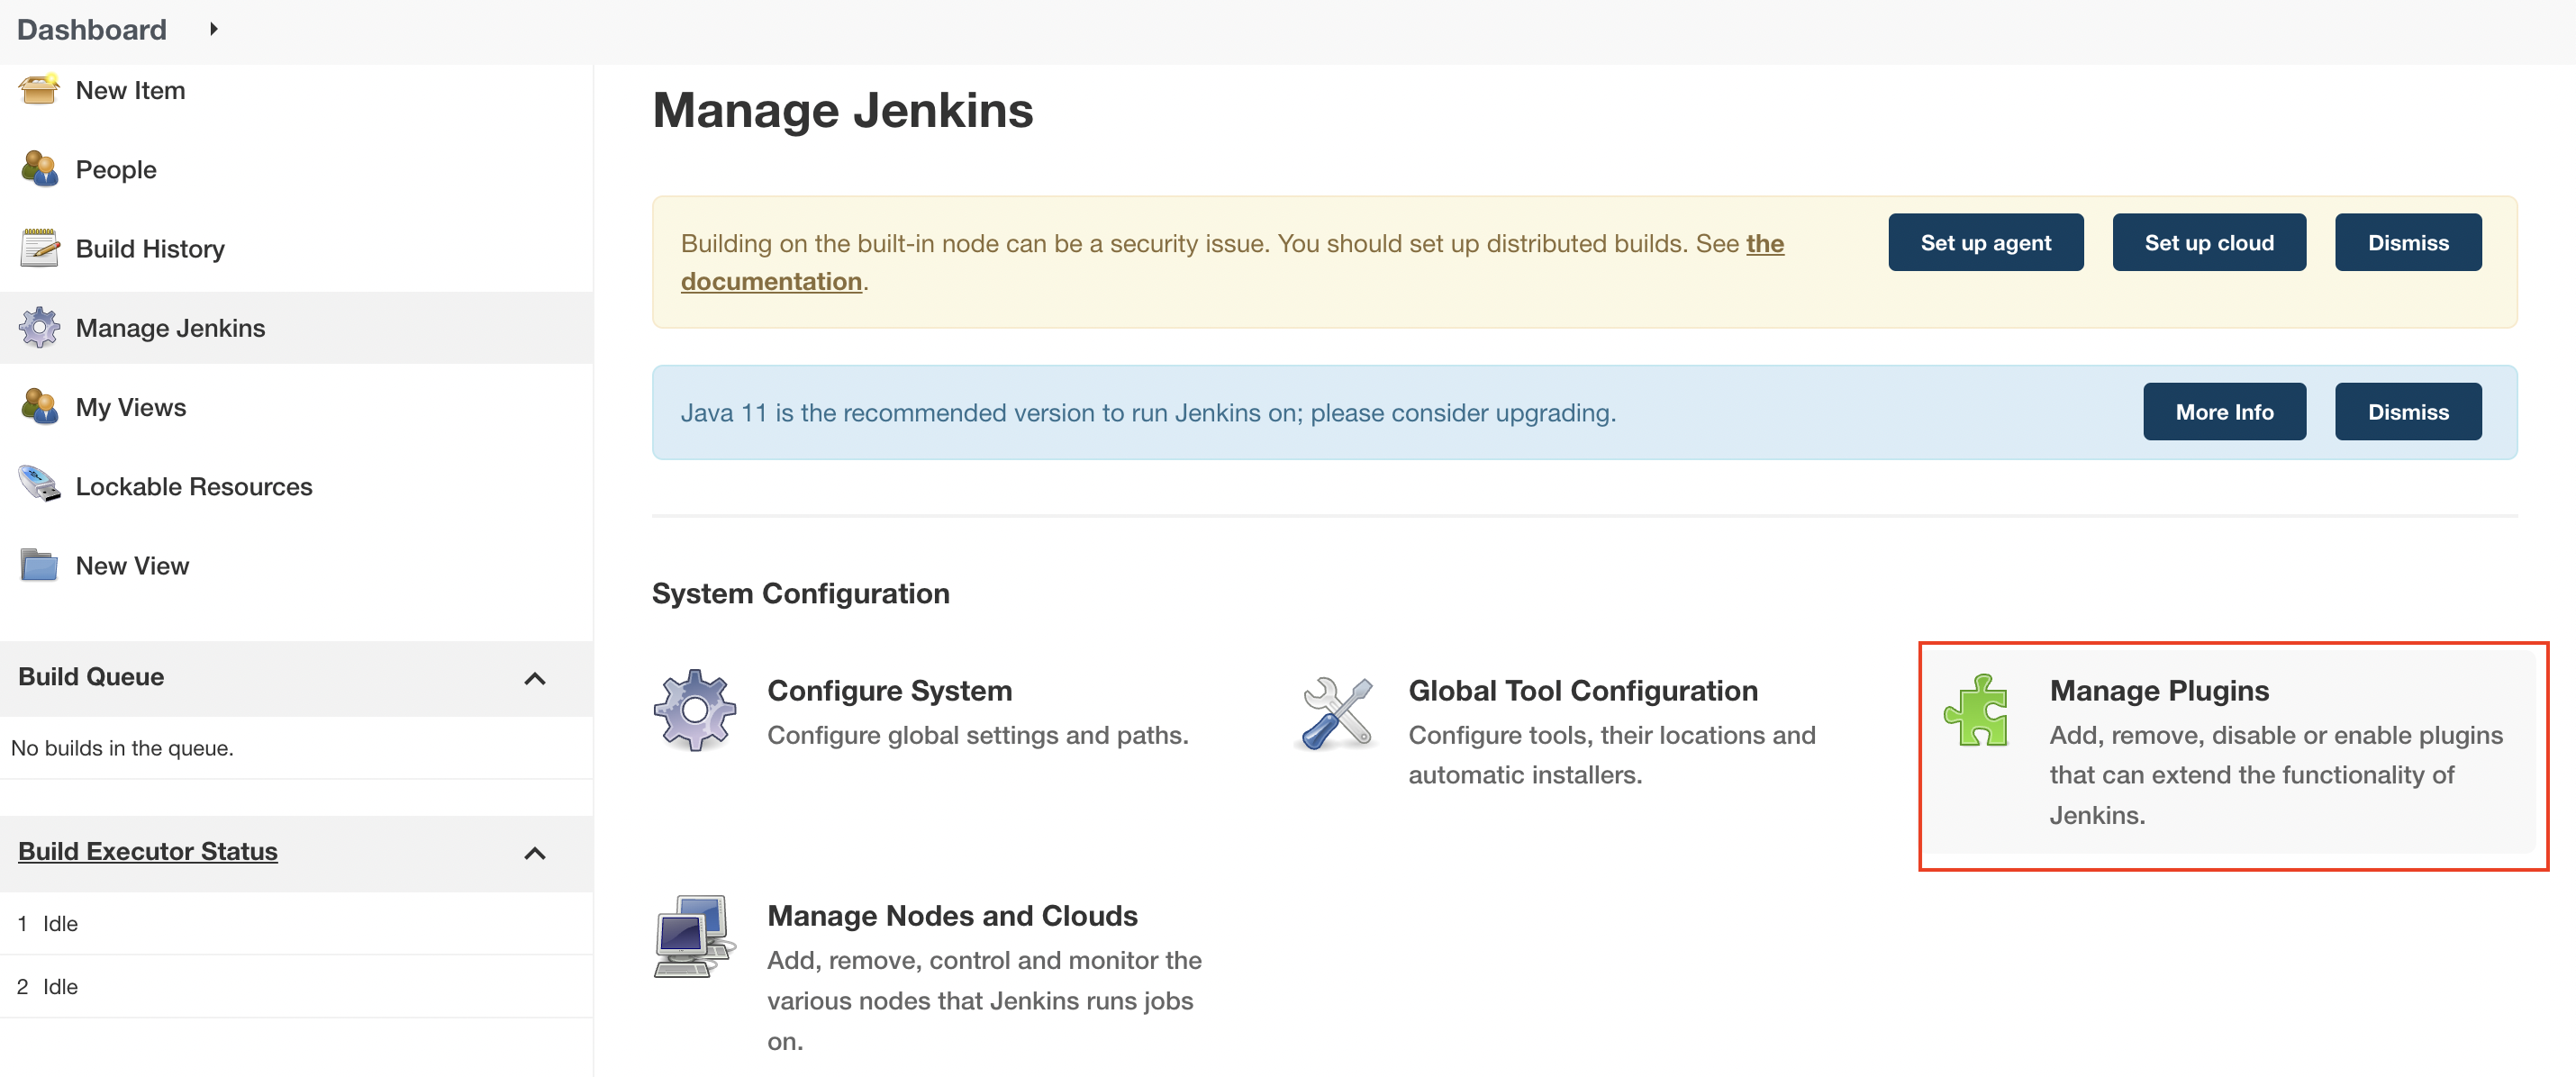 Dashboard
New Item
People
Build History
Manage Jenkins
My Views
Lockable Resources
New View
Build Queue
No builds in the queue.
Build Executor Status
1 Idle
2 Idle
Manage Jenkins
Building on the built-in node can be a security issue. You should set up distributed builds. See the
documentation.
Set up agent
Set up cloud
Dismiss
Java 11 is the recommended version to run Jenkins on; please consider upgrading.
More Info
Dismiss
System Configuration
Configure System
Configure global settings and paths.
Global Tool Configuration
Configure tools, their locations and
automatic installers.
Manage Plugins
Add, remove, disable or enable plugins
that can extend the functionality of
Jenkins.
Manage Nodes and Clouds
Add, remove, control and monitor the
various nodes that Jenkins runs jobs
on.